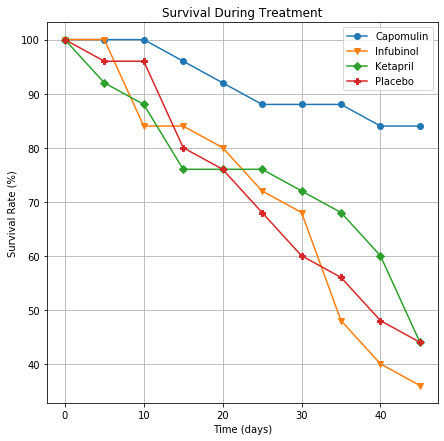 Survival During Treatment
Capomulin
Infubinol
Ketapril
Placebo
Survival Rate (%)
100
90
80
70
60
50
40
0 10 20 30 40
Time (days)